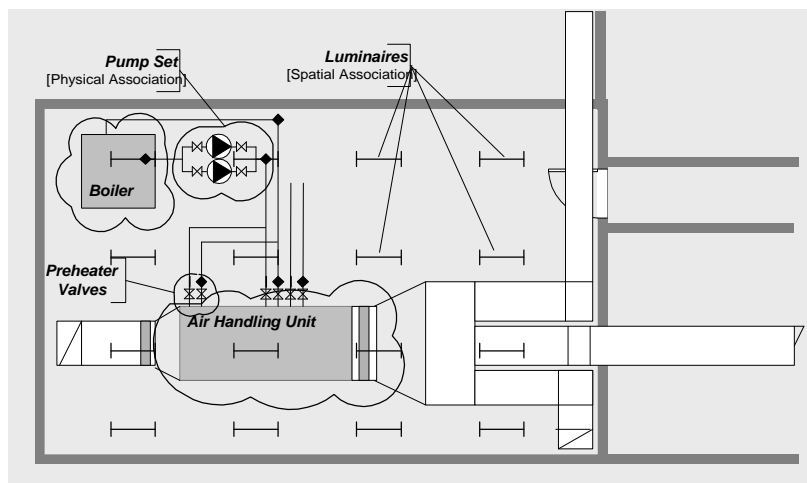 Pump Set
[Physical Association]
Luminaires
[Spatial Association]
Boiler
Preheater
Valves
Air Handling Unit